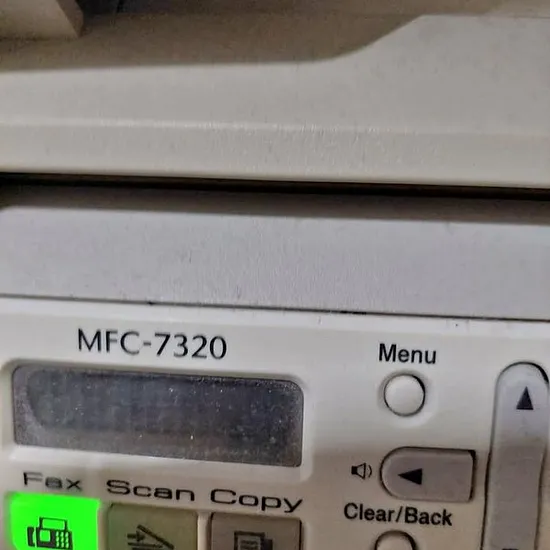 MFC-7320
Menu
Fax Scan Copy
Clear/Back